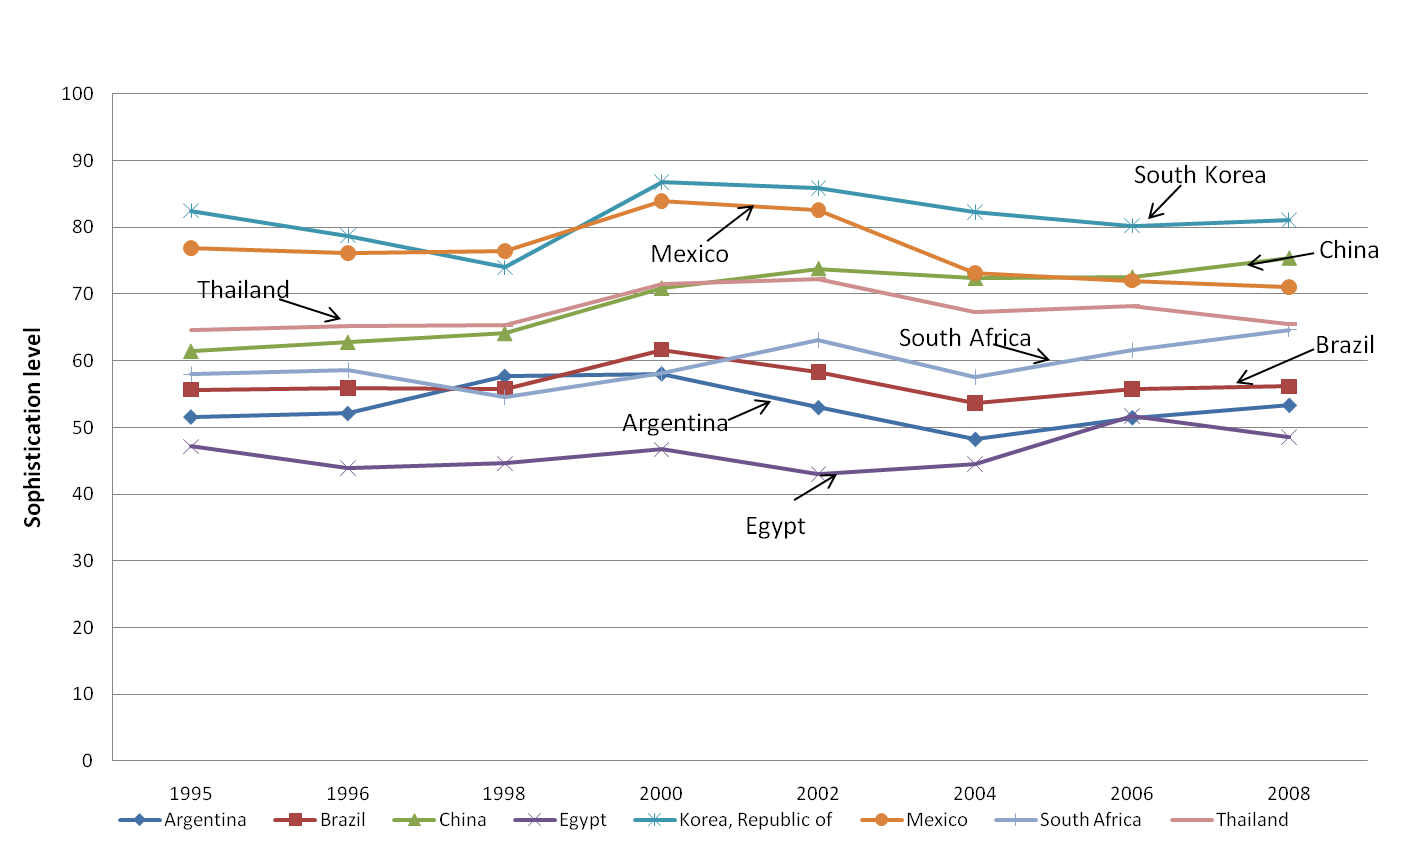 100
90
80
70
60
50
40
30
20
10
0
Sophistication level
South Korea
Mexico
China
Thailand
South Africa
Brazil
Argentina
Egypt
1995 1996 1998 2000 2002 2004 2006 2008
Argentina Brazil China Egypt Korea, Republic of Mexico South Africa Thailand